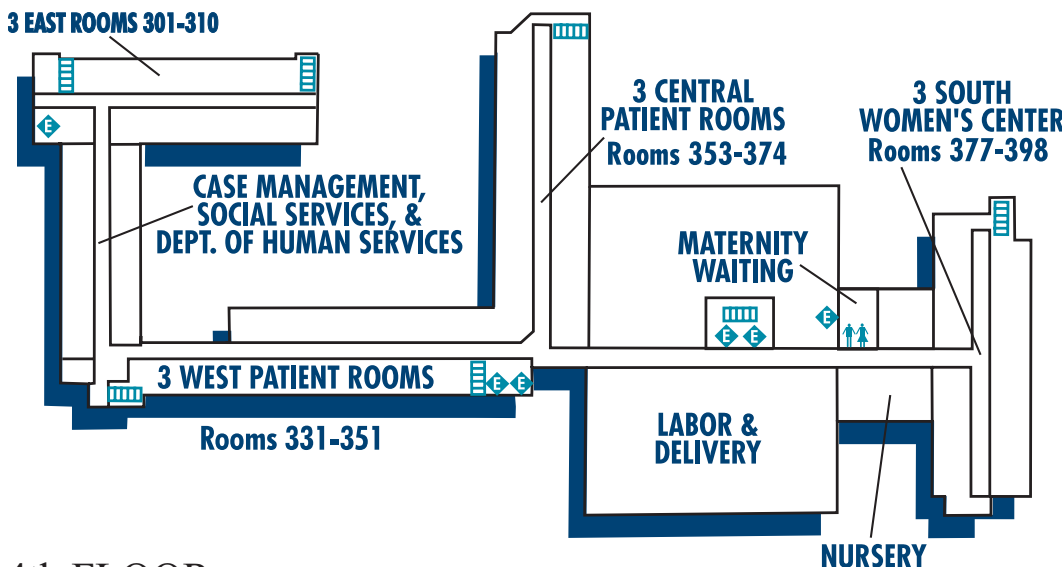 3 EAST ROOMS 301-310
3 CENTRAL
PATIENT ROOMS
Rooms 353-374
3 SOUTH
WOMEN'S CENTER
Rooms 377-398
E
CASE MANAGEMENT,
SOCIAL SERVICES, &
DEPT. OF HUMAN SERVICES
MATERNITY
WAITING
E
E E
3 WEST PATIENT ROOMS
E E
Rooms 331-351
LABOR &
DELIVERY
NURSERY
4th FLOOR